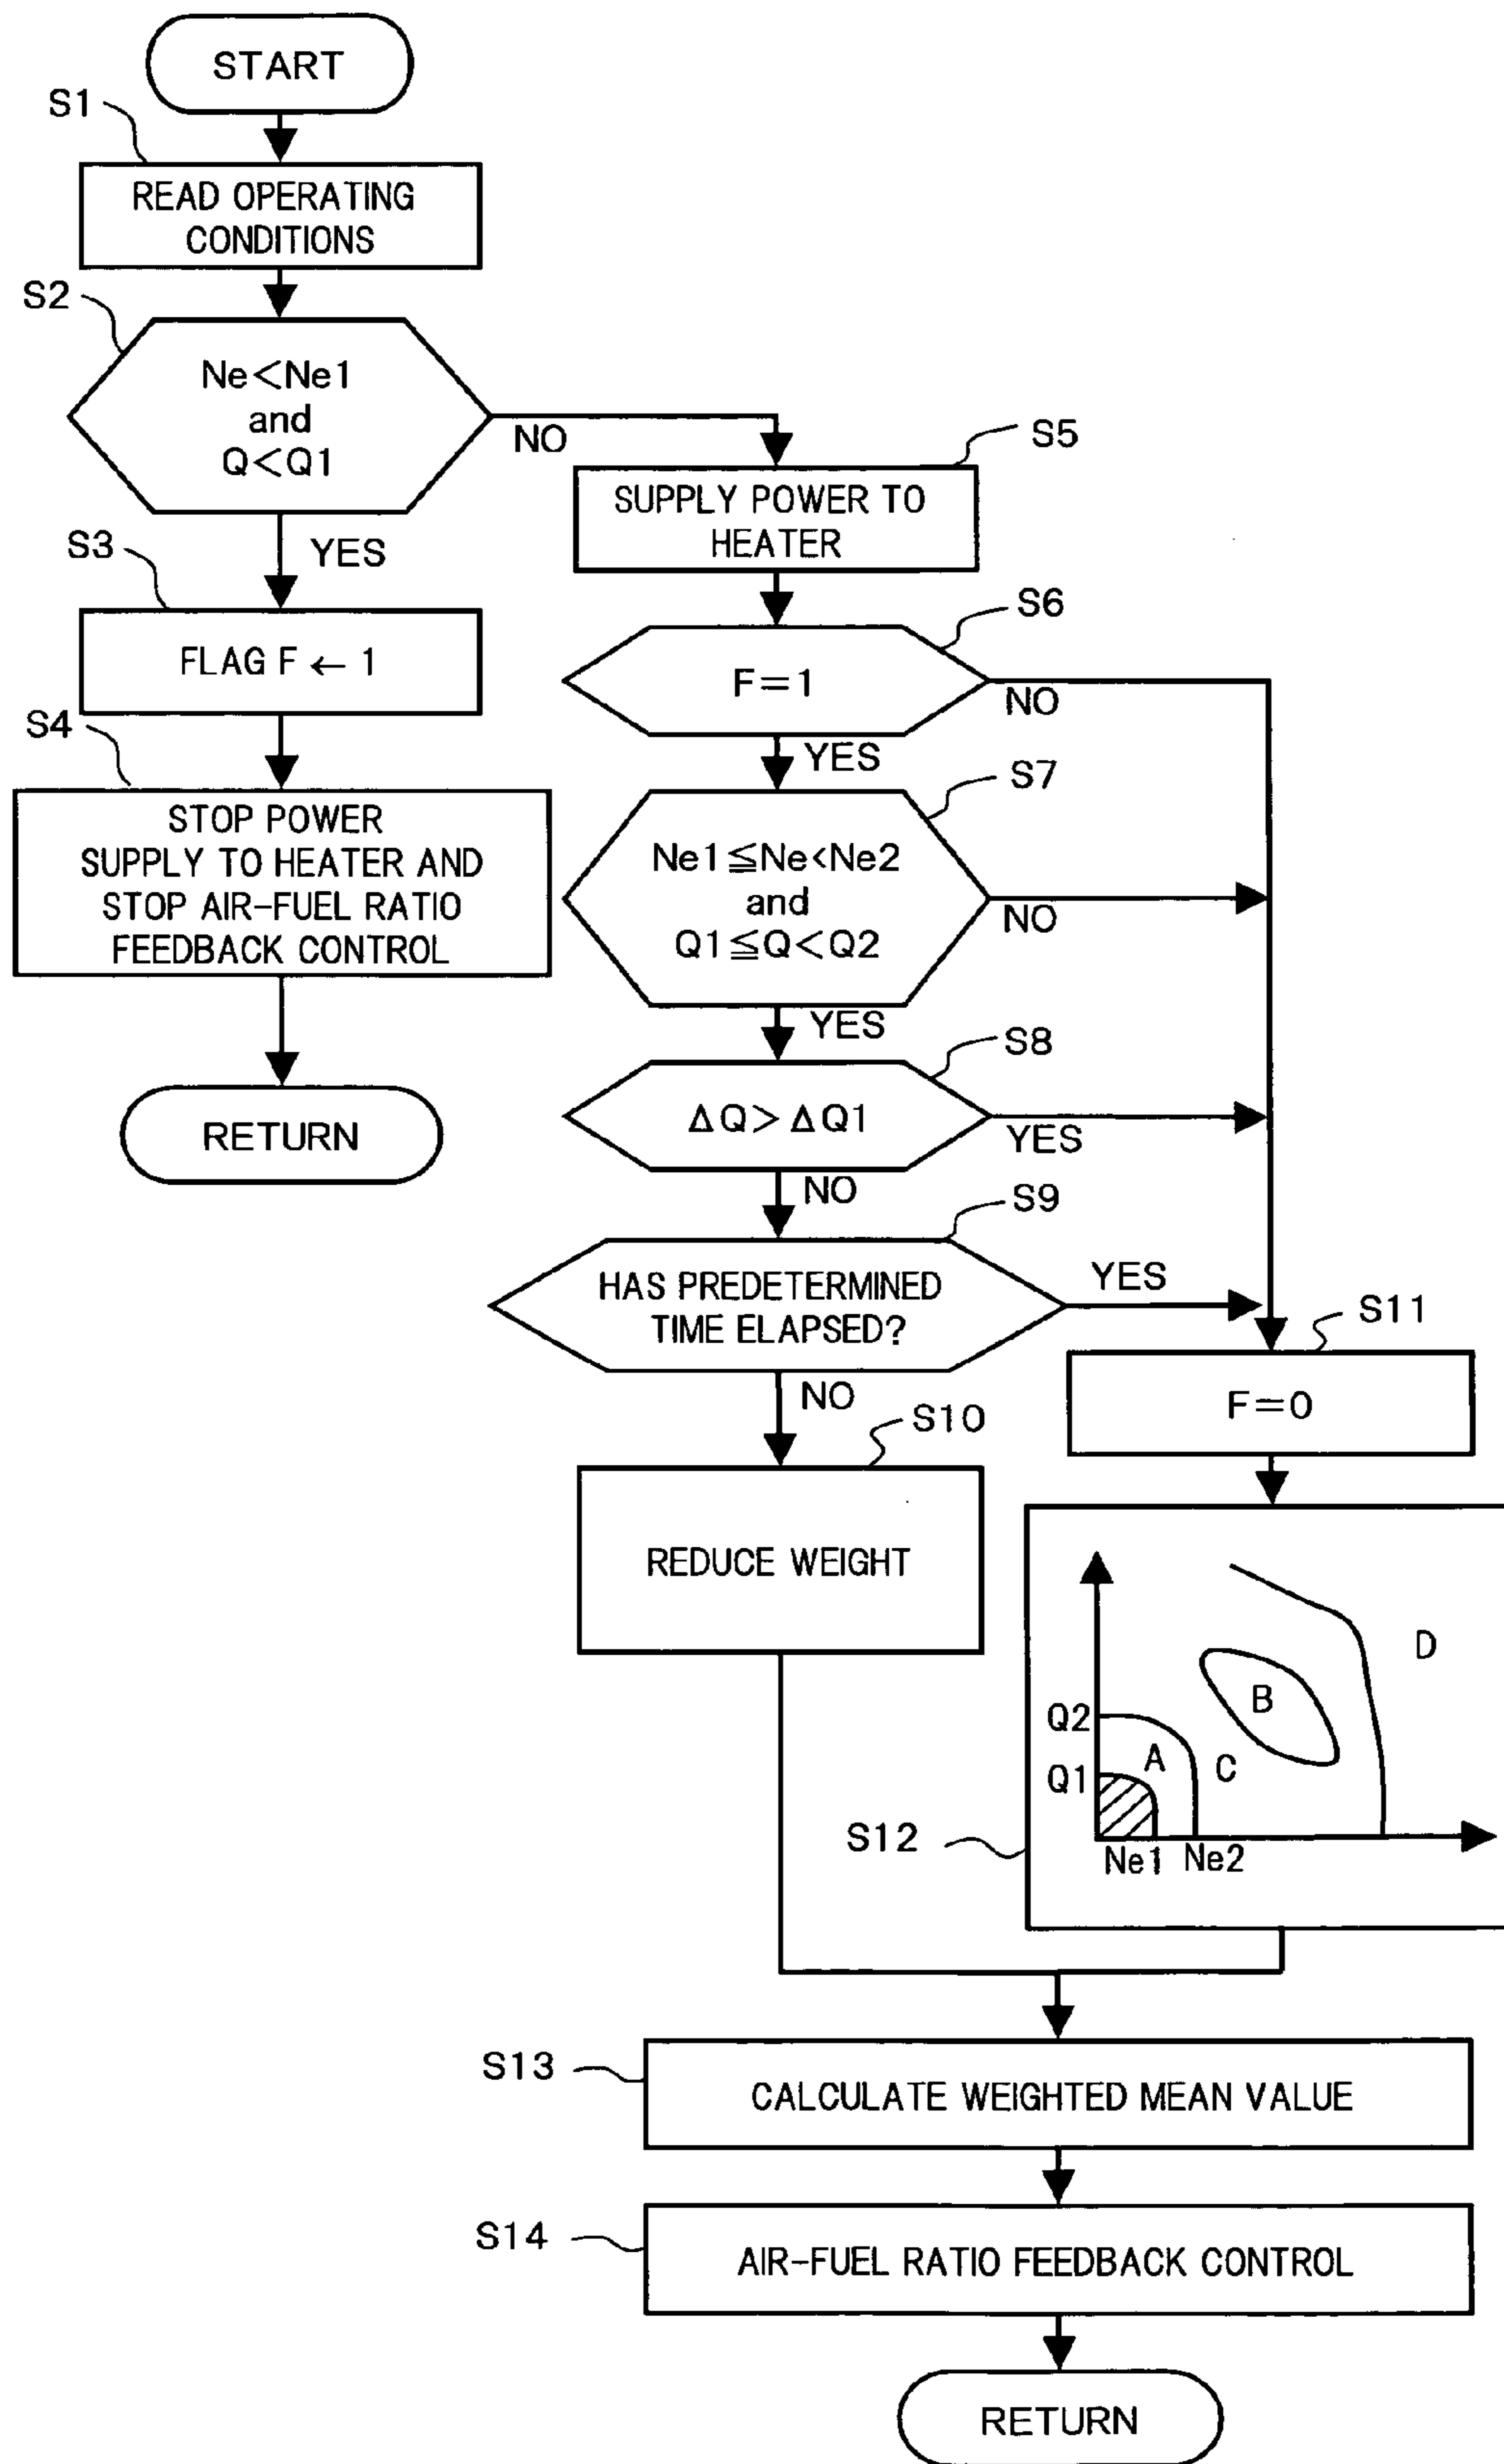 START
S1
READ OPERATING
CONDITIONS
S2
Ne<Ne1
and
Q<Q1
NO
YES
S3
FLAG F ← 1
S4
STOP POWER
SUPPLY TO HEATER AND
STOP AIR-FUEL RATIO
FEEDBACK CONTROL
RETURN
S5
SUPPLY POWER TO
HEATER
S6
F=1
NO
YES
S7
Ne1≦Ne<Ne2
and
Q1≦Q<Q2
NO
YES
S8
ΔQ>ΔQ1
YES
NO
S9
HAS PREDETERMINED
TIME ELAPSED?
YES
NO
S10
REDUCE WEIGHT
S11
F=0
S12
Q2
Q1
A
B
C
D
Ne1
Ne2
S13
CALCULATE WEIGHTED MEAN VALUE
S14
AIR-FUEL RATIO FEEDBACK CONTROL
RETURN